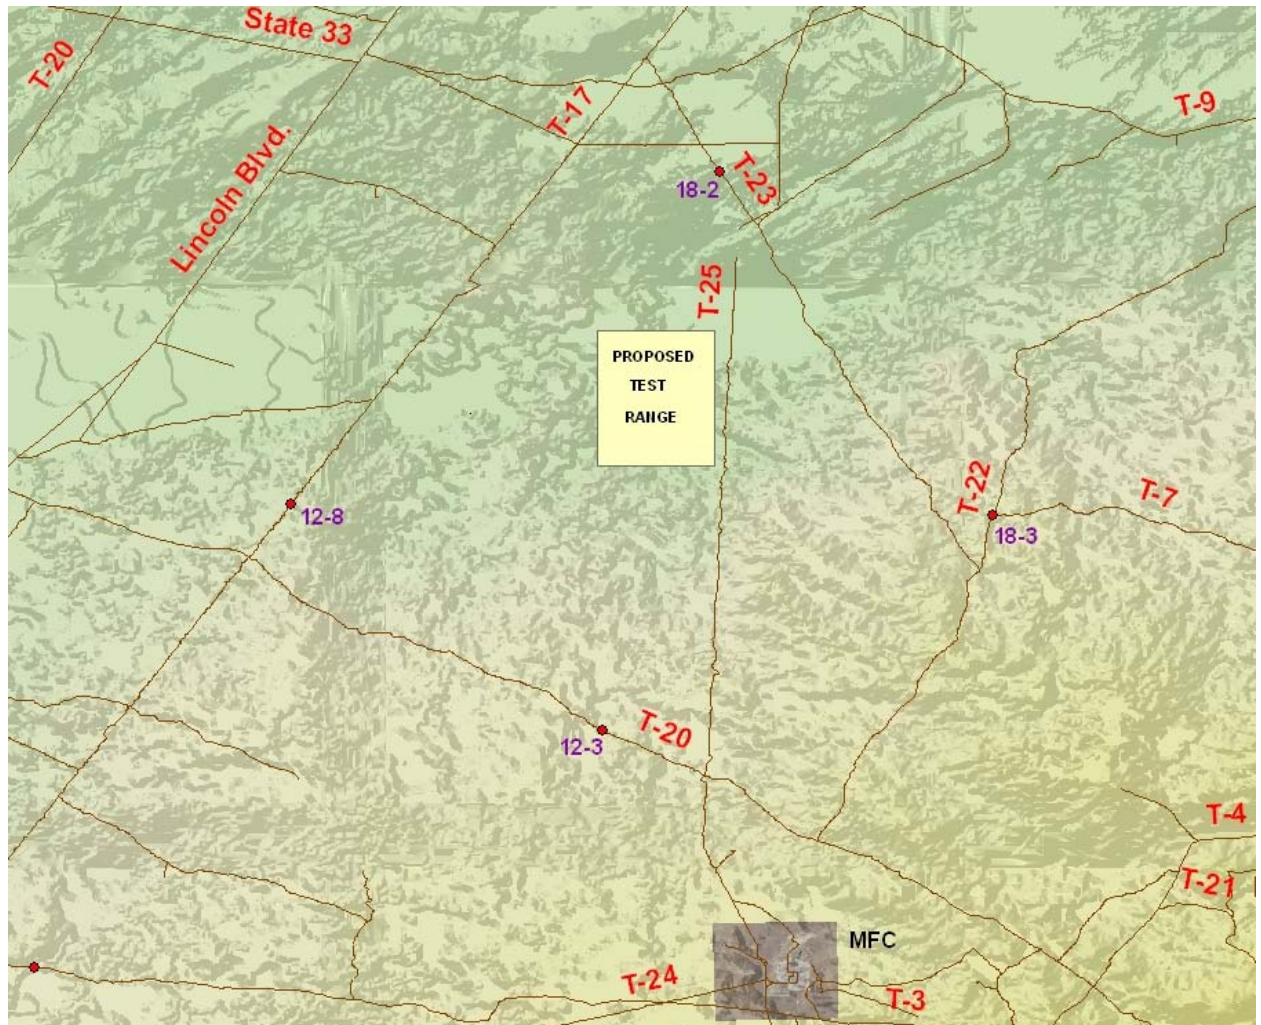 State 33
T-20
T-17
T-9
Lincoln Blvd.
18-2
T-23
T-25
PROPOSED
TEST
RANGE
T-22
T-7
12-8
18-3
T-20
12-3
T-4
T-21
MFC
T-24
T-3